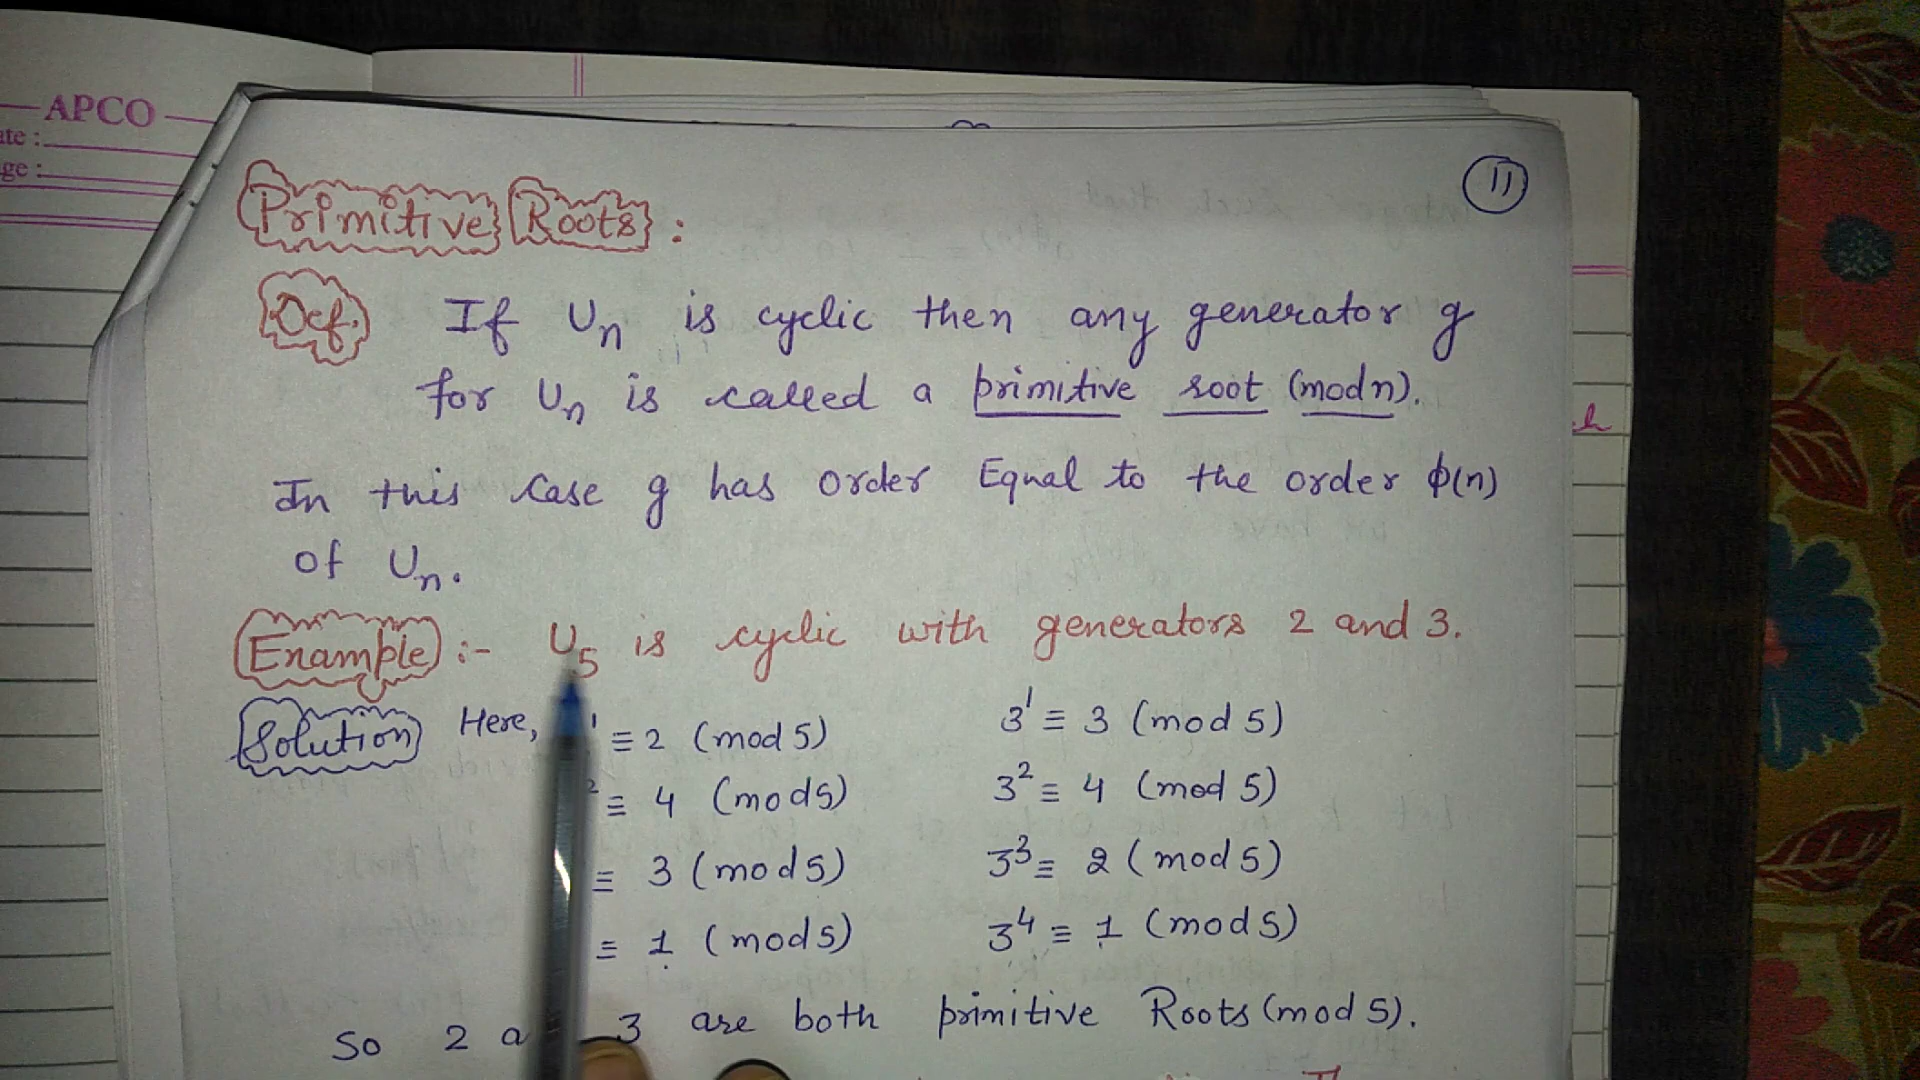 APCO
ate :
ge :
11
Primitive Roots :
Def. If Un is cyclic then any generator g
for Un is called a primitive root (mod n).
In this case g has order Equal to the order ϕ(n)
of Un.
Example :- U5 is cyclic with generators 2 and 3.
Solution Here, ¹ ≡ 2 (mod 5) 3¹ ≡ 3 (mod 5)
² ≡ 4 (mod 5) 3² ≡ 4 (mod 5)
≡ 3 (mod 5) 3³ ≡ 2 (mod 5)
≡ 1 (mod 5) 3⁴ ≡ 1 (mod 5)
So 2 a 3 are both primitive Roots (mod 5).